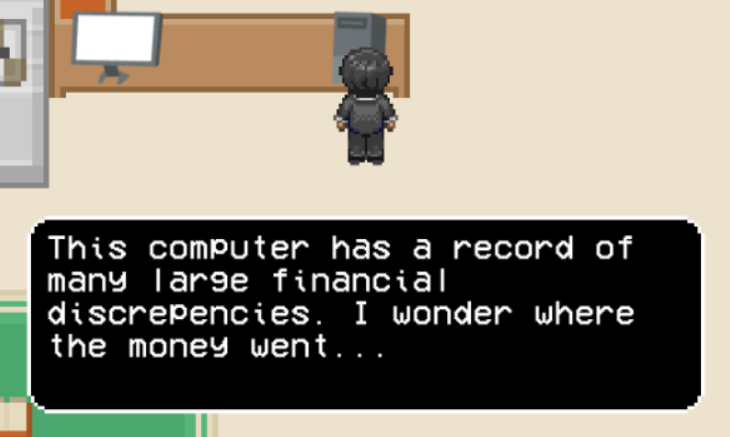 This computer has a record of
many large financial
discrepencies. I wonder where
the money went...